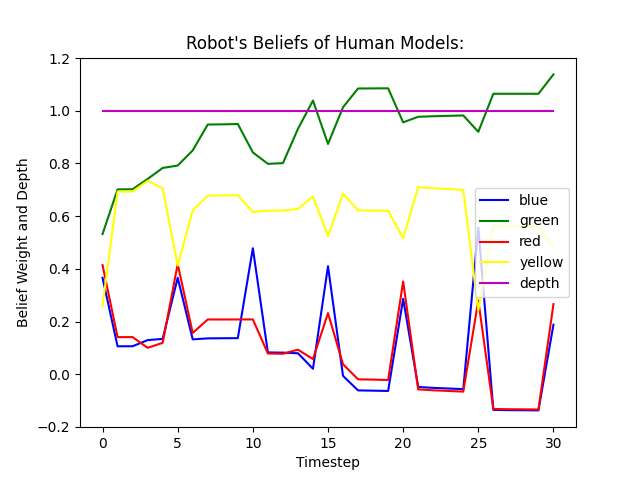 Robot's Beliefs of Human Models:
1.2
1.0
0.8
0.6
0.4
0.2
0.0
−0.2
Belief Weight and Depth
blue
green
red
yellow
depth
0 5 10 15 20 25 30
Timestep